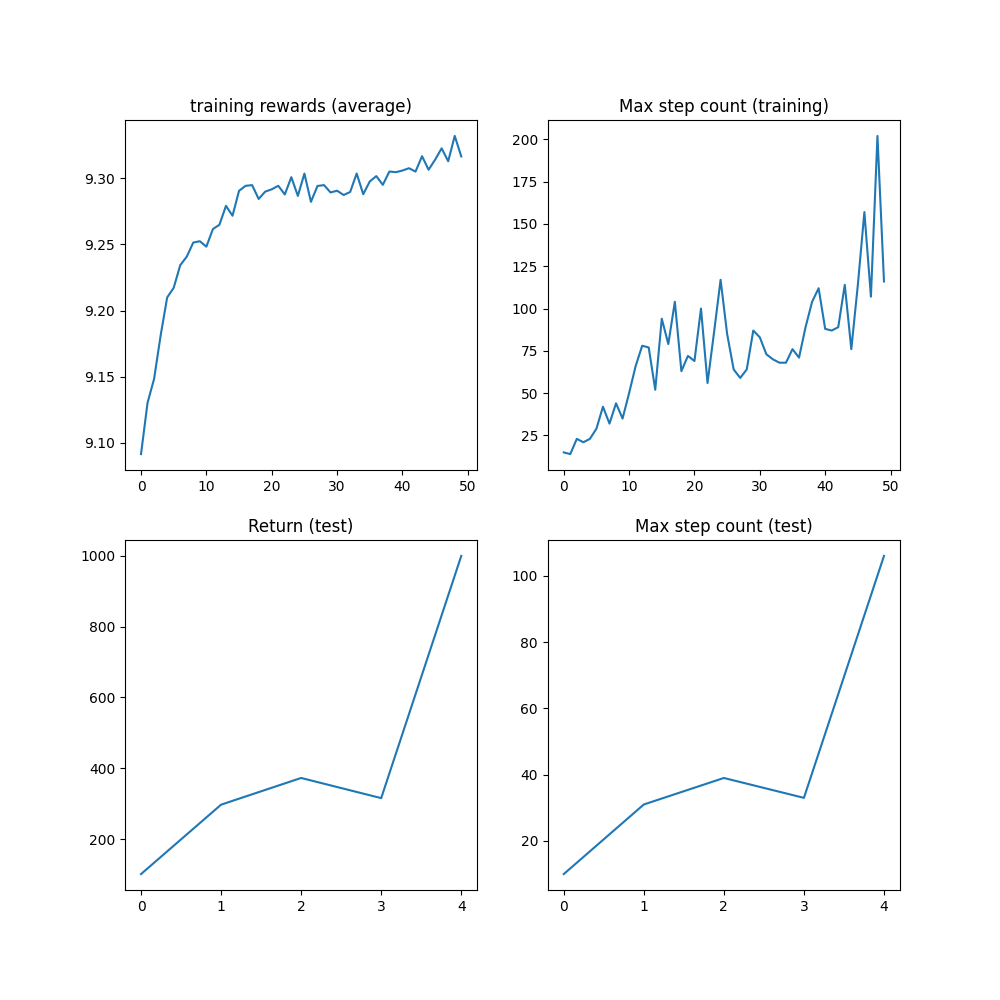 training rewards (average)
9.30
9.25
9.20
9.15
9.10
0 10 20 30 40 50
Max step count (training)
200
175
150
125
100
75
50
25
0 10 20 30 40 50
Return (test)
1000
800
600
400
200
0 1 2 3 4
Max step count (test)
100
80
60
40
20
0 1 2 3 4